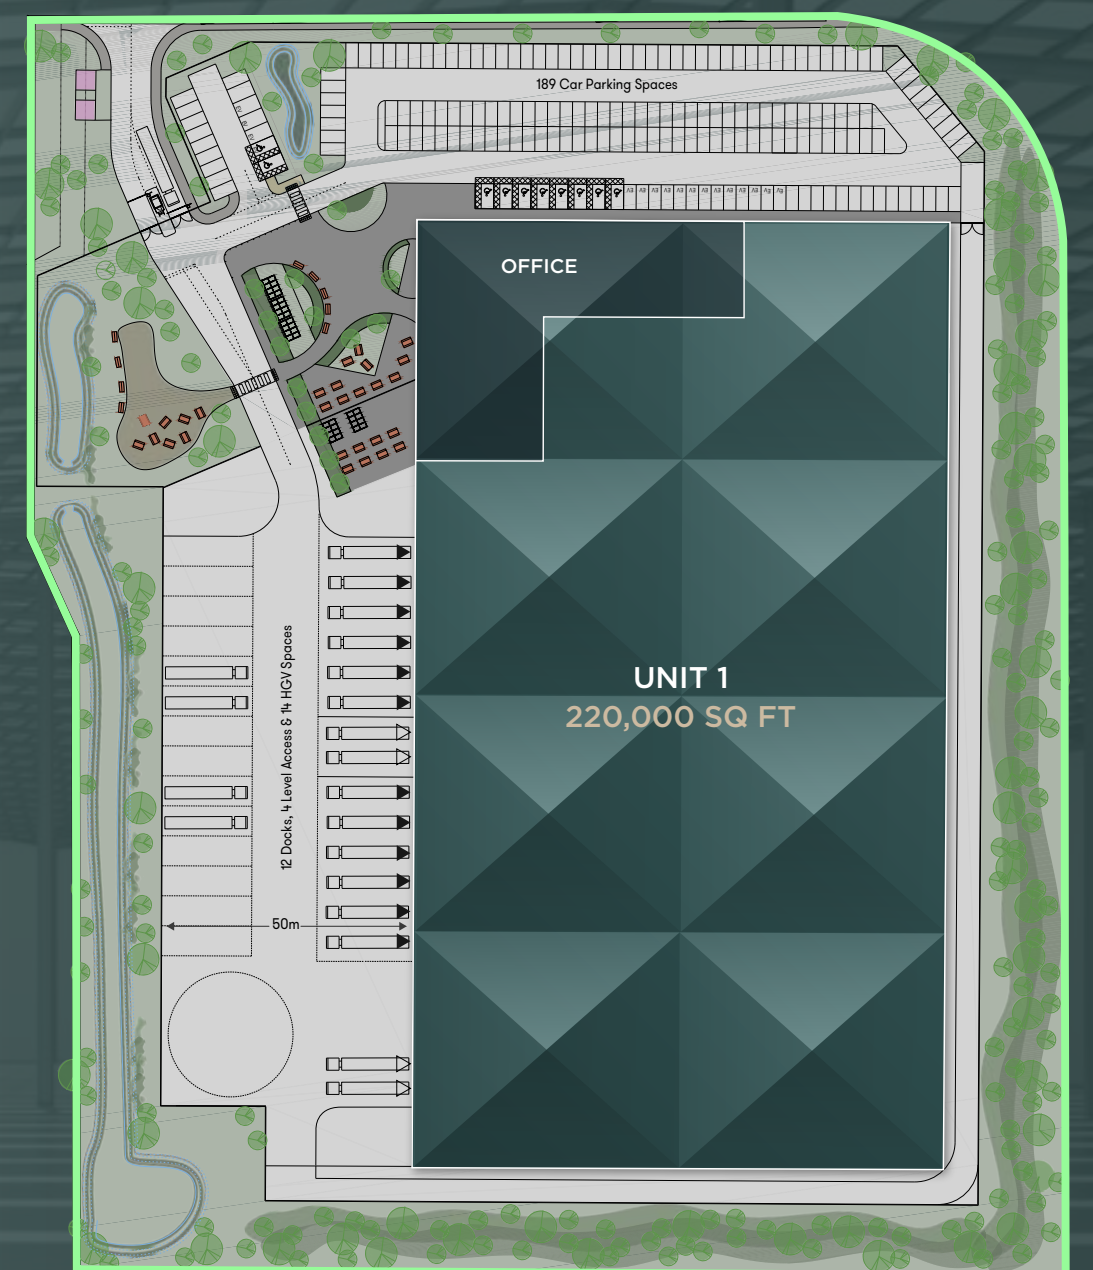 189 Car Parking Spaces
OFFICE
UNIT 1
220,000 SQ FT
12 Docks, 4 Level Access & 14 HGV Spaces
50m